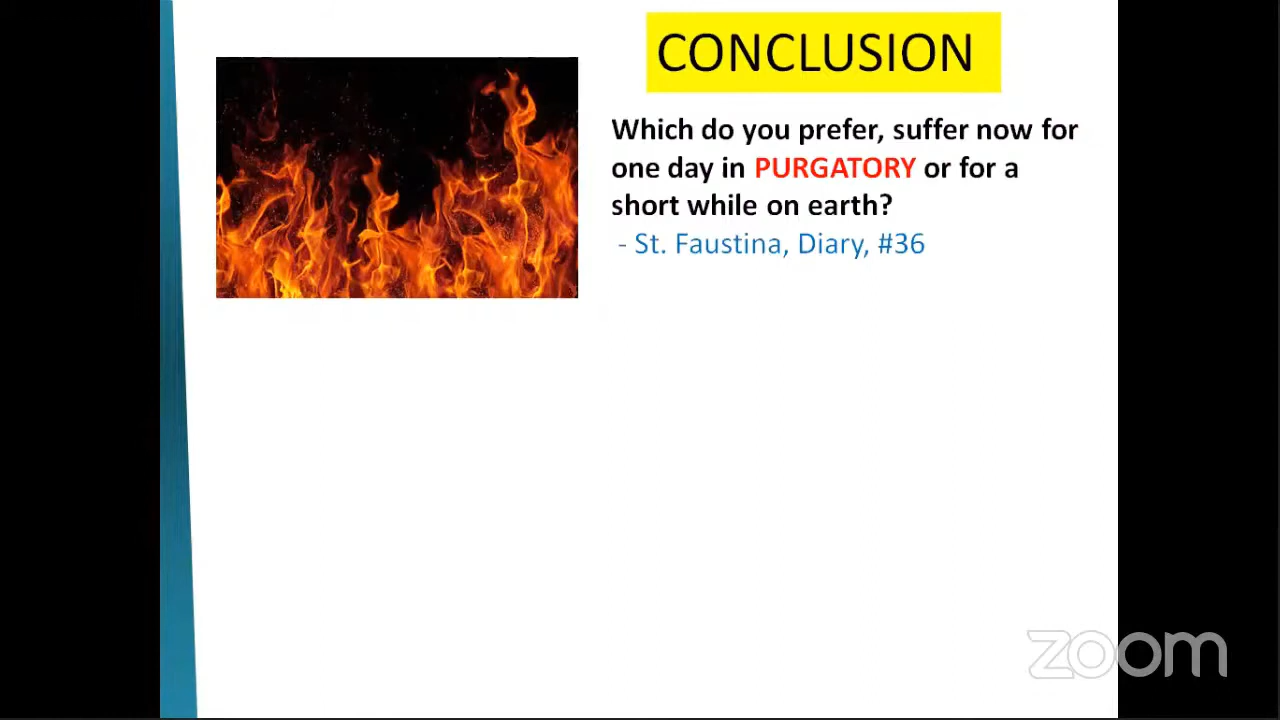 CONCLUSION
Which do you prefer, suffer now for
one day in PURGATORY or for a
short while on earth?
- St. Faustina, Diary, #36
zoom